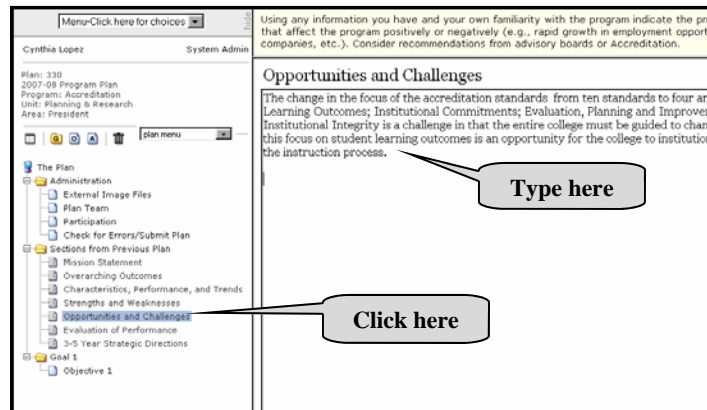 Menu-Click here for choices
hide
Cynthia Lopez System Admin
Plan: 330
2007-08 Program Plan
Program: Accreditation
Unit: Planning & Research
Area: President
G O A plan menu
The Plan
Administration
External Image Files
Plan Team
Participation
Check for Errors/Submit Plan
Sections from Previous Plan
Mission Statement
Overarching Outcomes
Characteristics, Performance, and Trends
Strengths and Weaknesses
Opportunities and Challenges
Evaluation of Performance
3-5 Year Strategic Directions
Goal 1
Objective 1
Using any information you have and your own familiarity with the program indicate the pr
that affect the program positively or negatively (e.g., rapid growth in employment opport
companies, etc.). Consider recommendations from advisory boards or Accreditation.
Opportunities and Challenges
The change in the focus of the accreditation standards from ten standards to four ar
Learning Outcomes; Institutional Commitments; Evaluation, Planning and Improver
Institutional Integrity is a challenge in that the entire college must be guided to chan
this focus on student learning outcomes is an opportunity for the college to institutio
the instruction process.
Type here
Click here